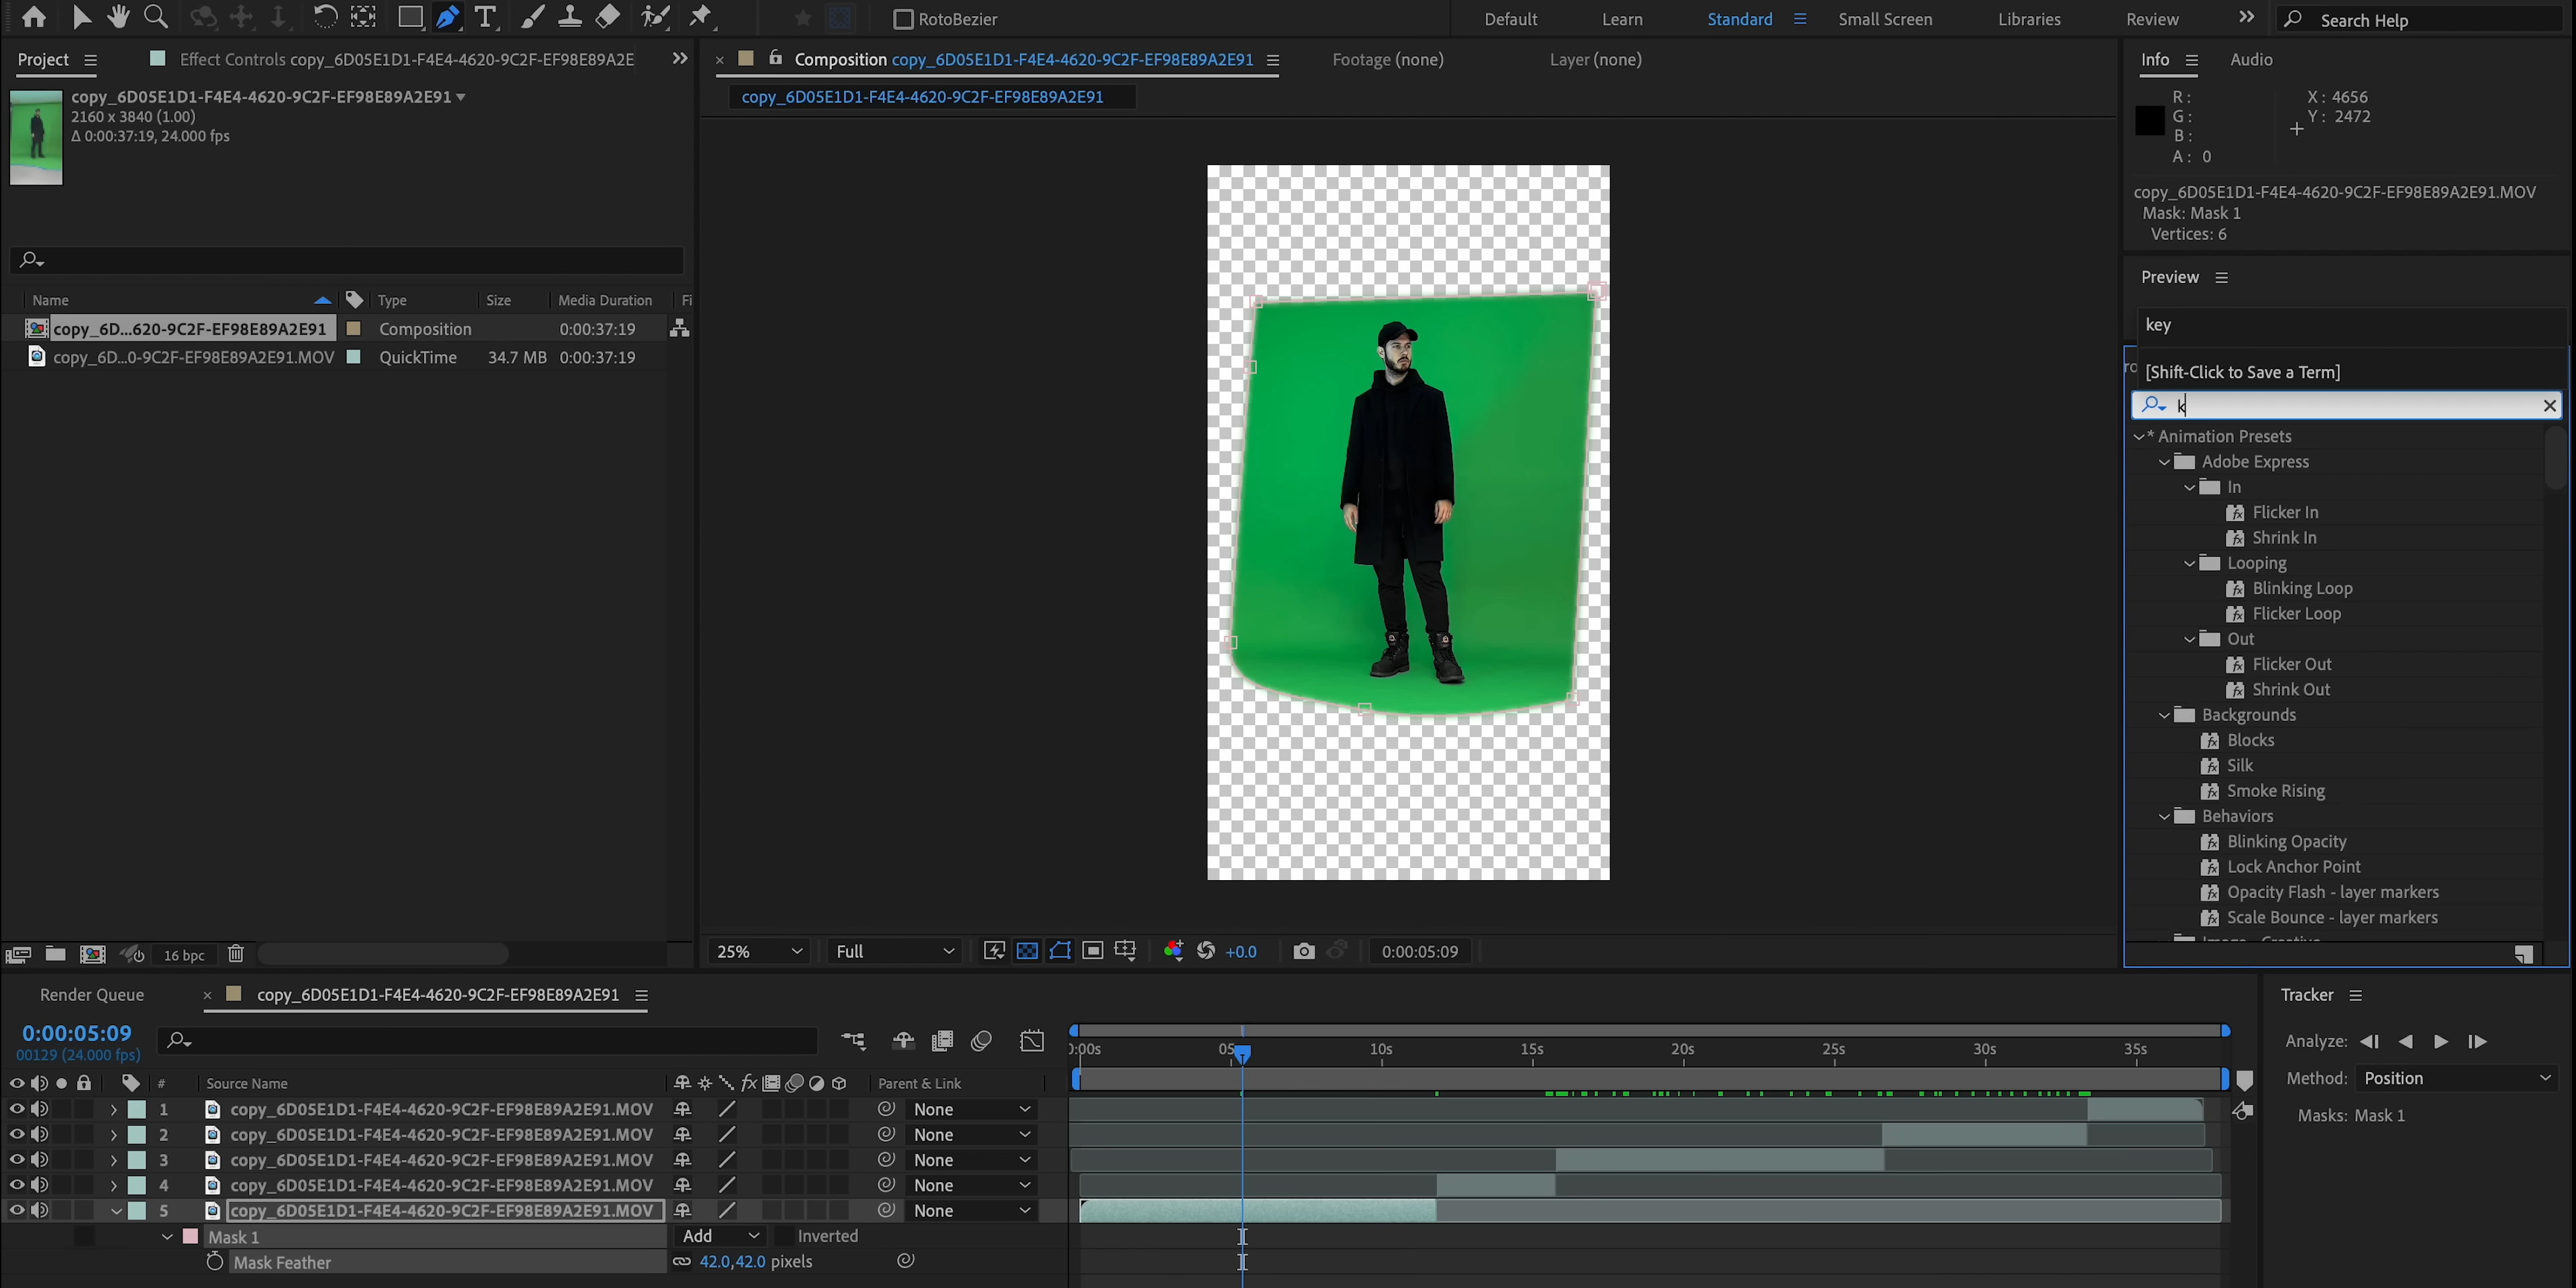 RotoBezier
Default
Learn
Standard
Small Screen
Libraries
Review
Search Help
Project
Effect Controls copy_6D05E1D1-F4E4-4620-9C2F-EF98E89A2E
Composition copy_6D05E1D1-F4E4-4620-9C2F-EF98E89A2E91
Footage (none)
Layer (none)
Info
Audio
copy_6D05E1D1-F4E4-4620-9C2F-EF98E89A2E91
2160 x 3840 (1.00)
Δ 0:00:37:19, 24.000 fps
copy_6D05E1D1-F4E4-4620-9C2F-EF98E89A2E91
R:
G:
B:
A: 0
X: 4656
Y: 2472
copy_6D05E1D1-F4E4-4620-9C2F-EF98E89A2E91.MOV
Mask: Mask 1
Vertices: 6
Preview
key
[Shift-Click to Save a Term]
k
Name
Type
Size
Media Duration
Fi
copy_6D...620-9C2F-EF98E89A2E91
Composition
0:00:37:19
copy_6D...0-9C2F-EF98E89A2E91.MOV
QuickTime
34.7 MB
0:00:37:19
* Animation Presets
Adobe Express
In
Flicker In
Shrink In
Looping
Blinking Loop
Flicker Loop
Out
Flicker Out
Shrink Out
Backgrounds
Blocks
Silk
Smoke Rising
Behaviors
Blinking Opacity
Lock Anchor Point
Opacity Flash - layer markers
Scale Bounce - layer markers
16 bpc
25%
Full
+0.0
0:00:05:09
Render Queue
copy_6D05E1D1-F4E4-4620-9C2F-EF98E89A2E91
0:00:05:09
00129 (24.000 fps)
05
10s
15s
20s
25s
30s
35s
#
Source Name
fx
Parent & Link
1
copy_6D05E1D1-F4E4-4620-9C2F-EF98E89A2E91.MOV
None
2
copy_6D05E1D1-F4E4-4620-9C2F-EF98E89A2E91.MOV
None
3
copy_6D05E1D1-F4E4-4620-9C2F-EF98E89A2E91.MOV
None
4
copy_6D05E1D1-F4E4-4620-9C2F-EF98E89A2E91.MOV
None
5
copy_6D05E1D1-F4E4-4620-9C2F-EF98E89A2E91.MOV
None
Mask 1
Add
Inverted
Mask Feather
42.0,42.0 pixels
Tracker
Analyze:
Method: Position
Masks: Mask 1